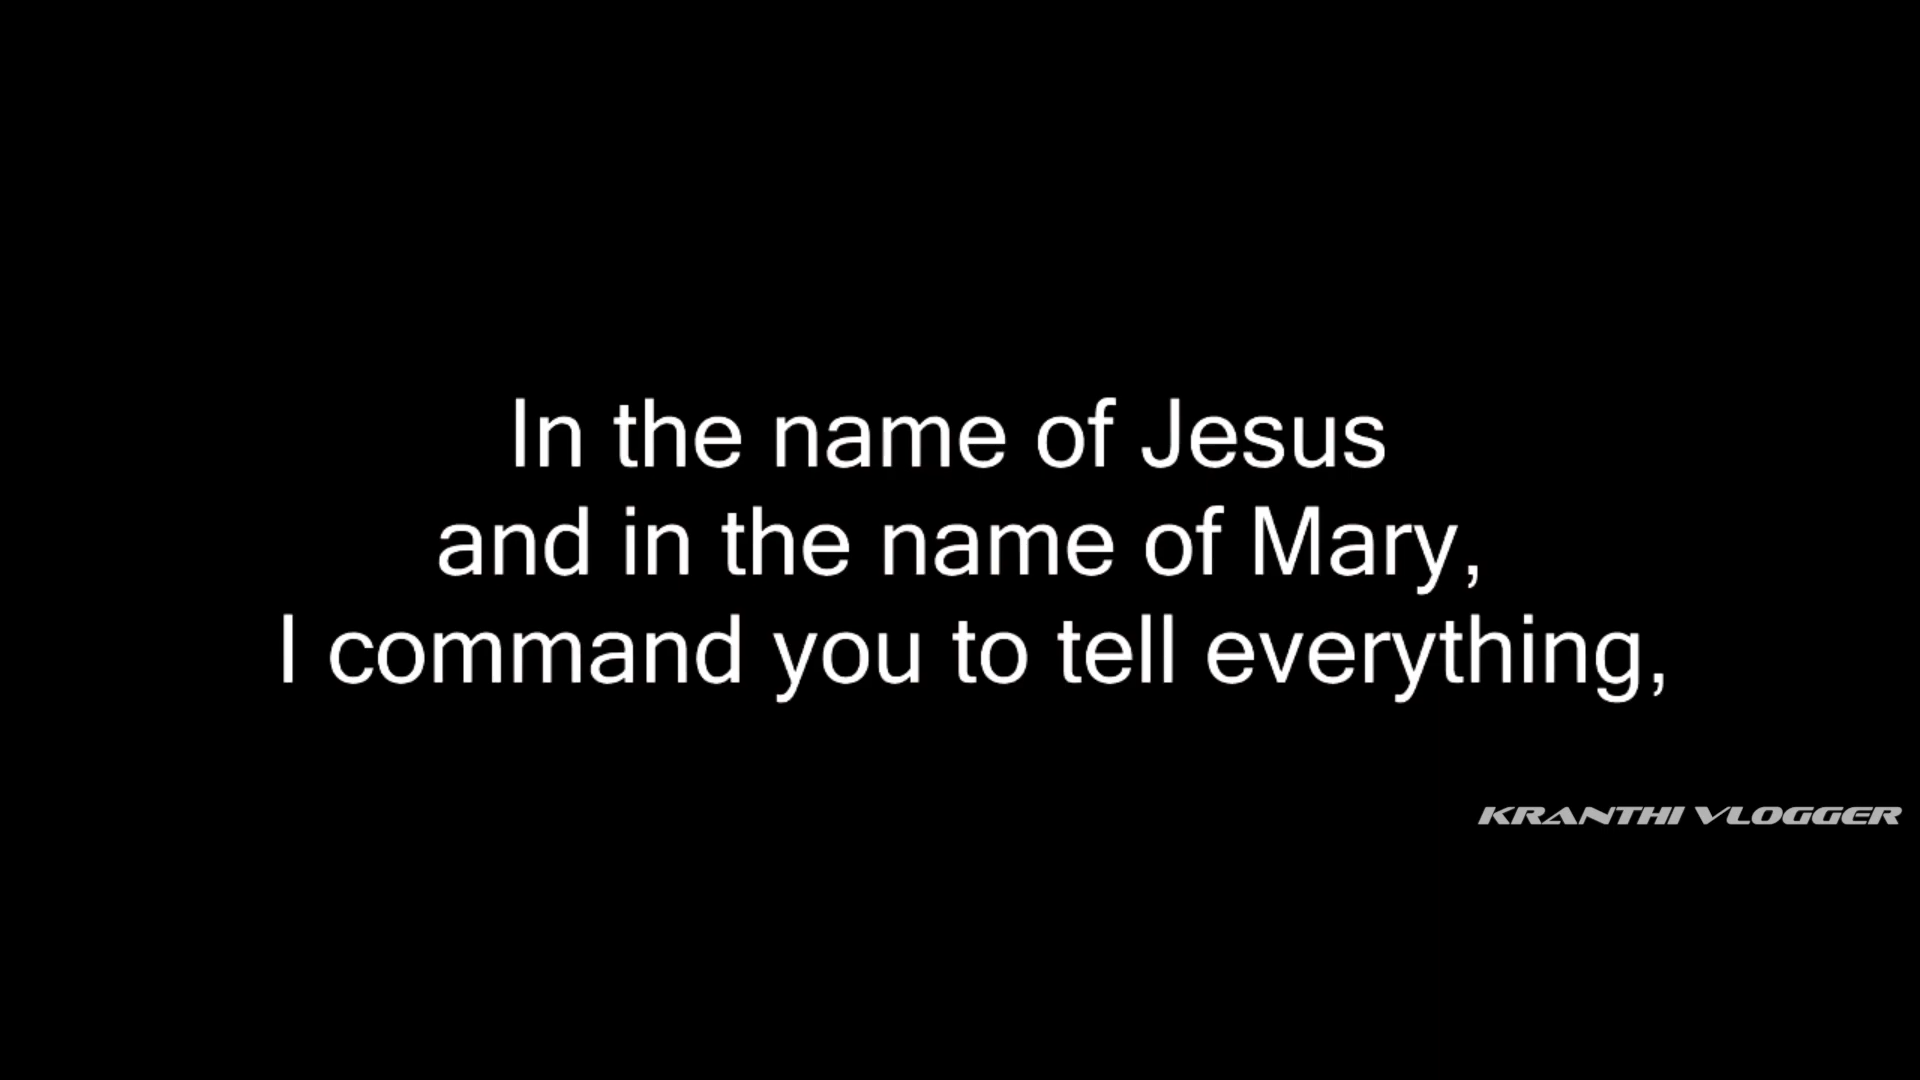 In the name of Jesus
and in the name of Mary,
I command you to tell everything,
KRANTHI VLOGGER